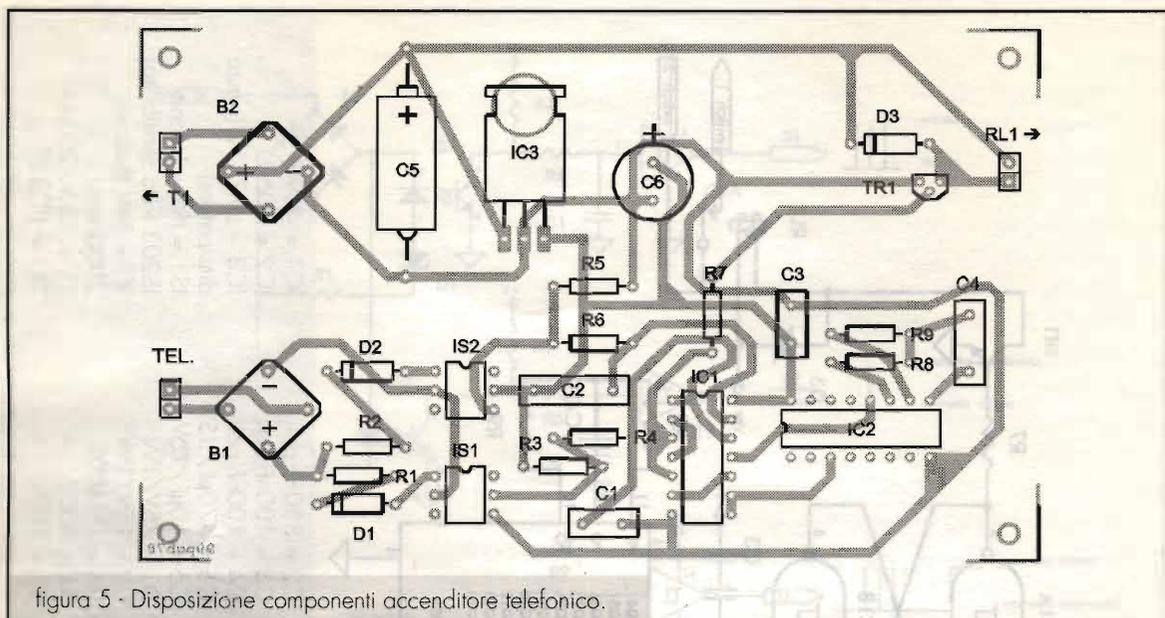 B2
+
-
← T1
+
C5
IC3
+
C6
D3
RL1 →
TR1
R5
R7
C3
C4
R6
R9
R8
TEL.
D2
IS2
-
+
B1
R2
C2
IC1
IC2
R3
R4
R1
IS1
D1
C1
figura 5 - Disposizione componenti accenditore telefonico.